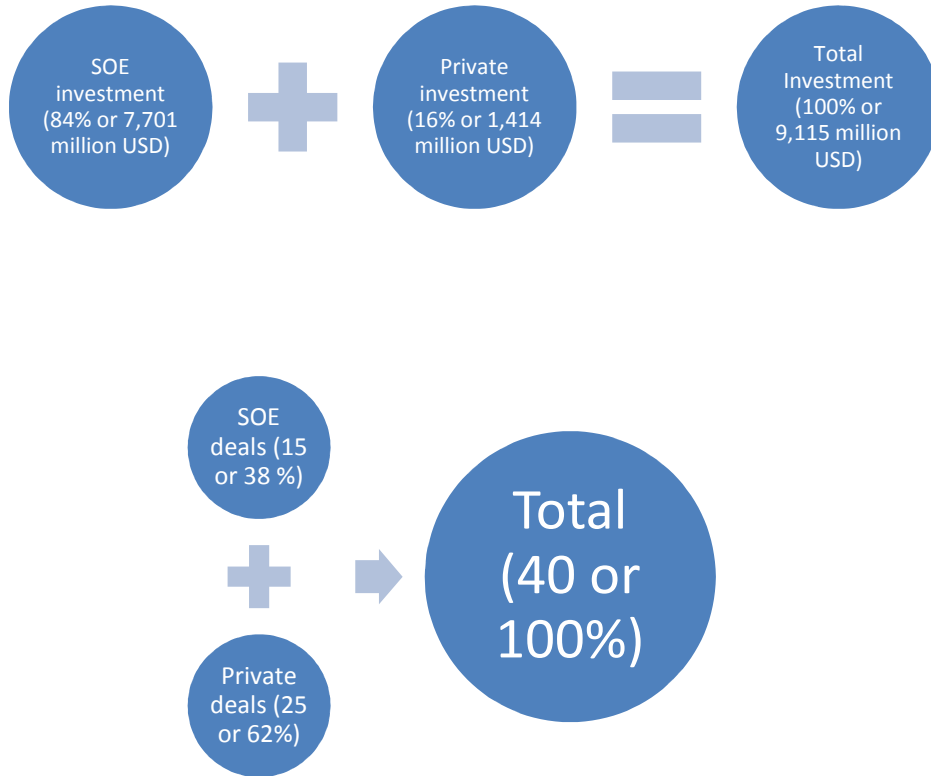 SOE
investment
(84% or 7,701
million USD)
Private
investment
(16% or 1,414
million USD)
Total
Investment
(100% or
9,115 million
USD)
SOE
deals (15
or 38 %)
Private
deals (25
or 62%)
Total
(40 or
100%)